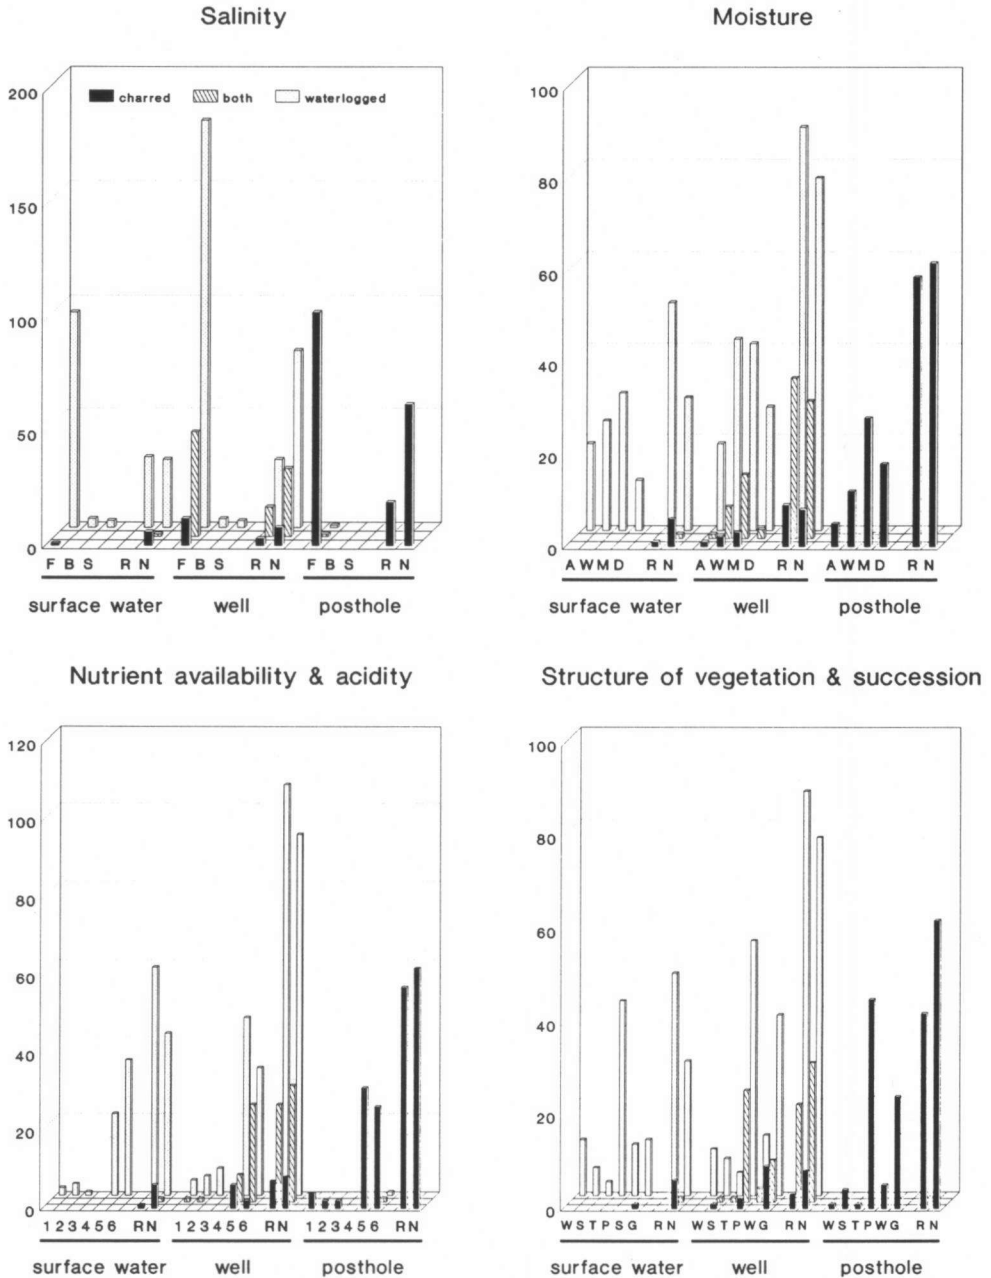 Salinity
200
150
100
50
0
charred both waterlogged
F B S R N F B S R N F B S R N
surface water well posthole
Moisture
100
80
60
40
20
0
A W M D R N A W M D R N A W M D R N
surface water well posthole
Nutrient availability & acidity
120
100
80
60
40
20
0
1 2 3 4 5 6 R N 1 2 3 4 5 6 R N 1 2 3 4 5 6 R N
surface water well posthole
Structure of vegetation & succession
100
80
60
40
20
0
W S T P S G R N W S T P W G R N W S T P W G R N
surface water well posthole